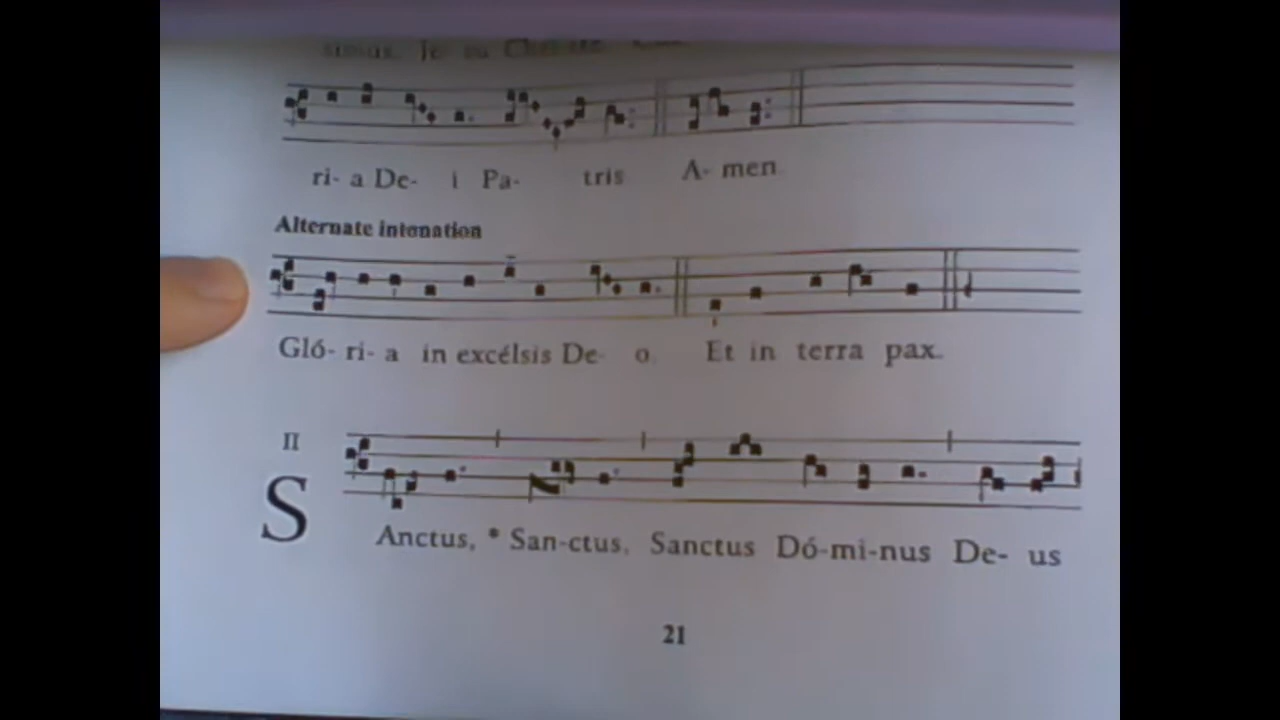 ri- a De- i Pa- tris A- men.
Alternate intonation
Gló- ri- a in excélsis De- o. Et in terra pax.
II
SAnctus, * San-ctus, Sanctus Dó-mi-nus De- us
21